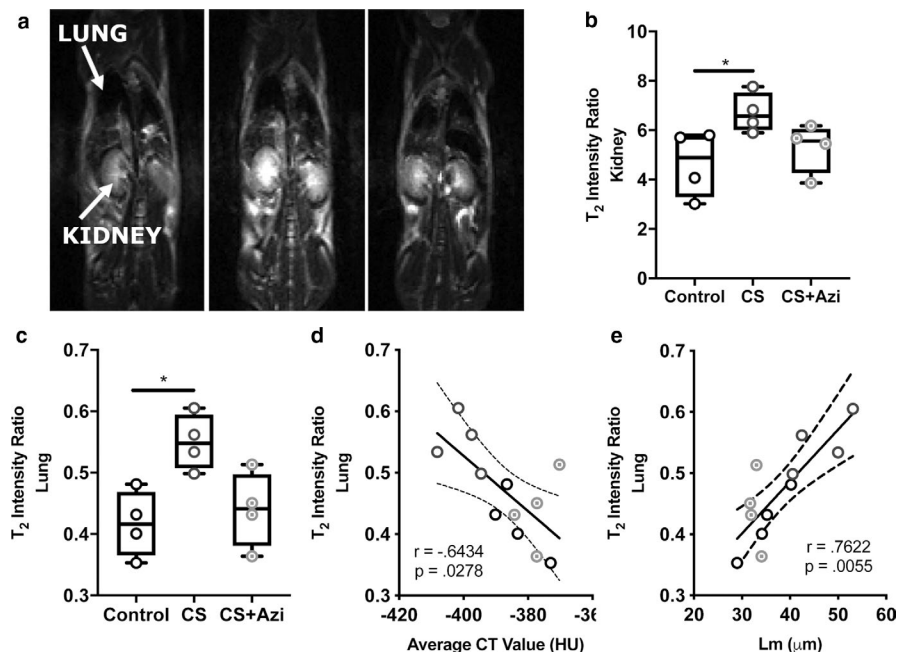 a
LUNG
KIDNEY
b
T2 Intensity Ratio
Kidney
10
8
6
4
2
0
*
Control CS CS+Azi
c
T2 Intensity Ratio
Lung
0.7
0.6
0.5
0.4
0.3
*
Control CS CS+Azi
d
T2 Intensity Ratio
Lung
0.7
0.6
0.5
0.4
0.3
r = -.6434
p = .0278
-420 -400 -380 -36
Average CT Value (HU)
e
T2 Intensity Ratio
Lung
0.7
0.6
0.5
0.4
0.3
r = .7622
p = .0055
20 30 40 50 60
Lm (μm)